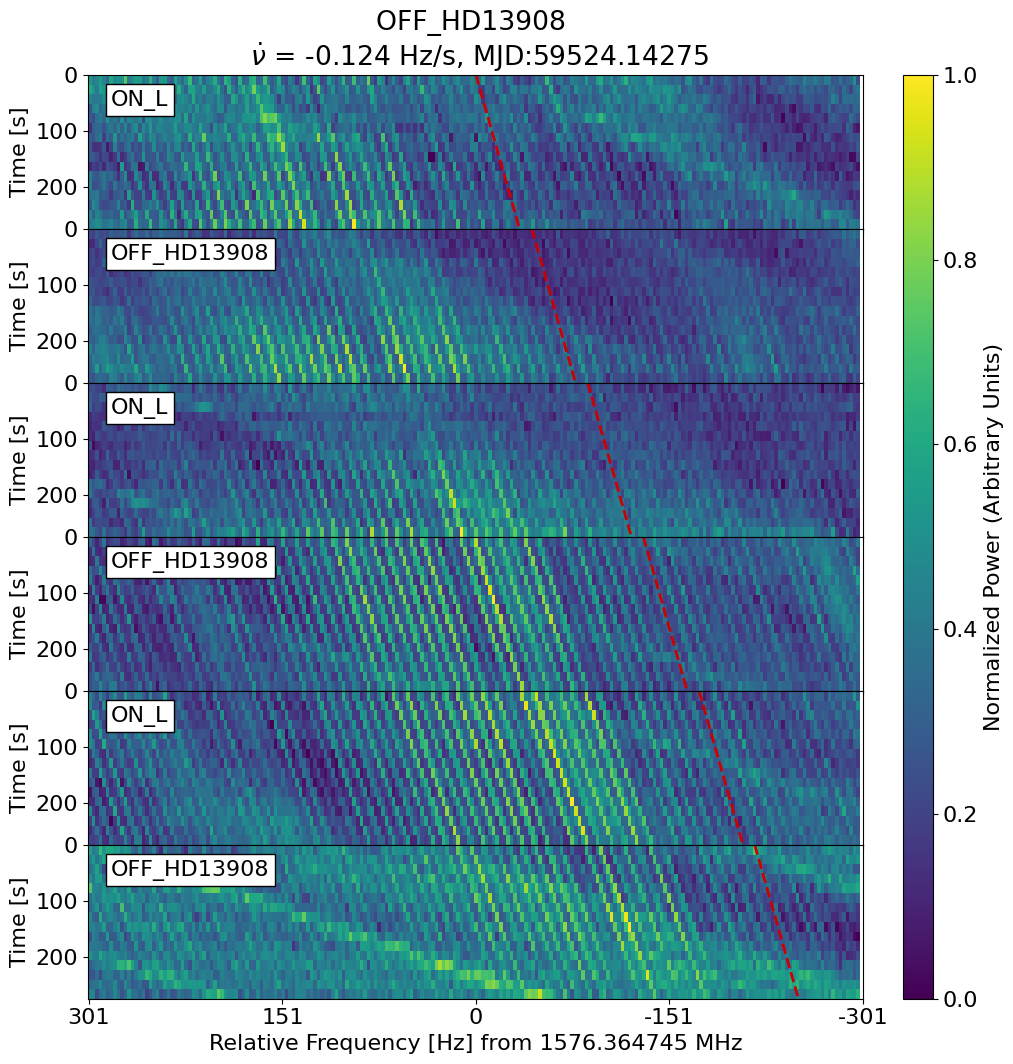 OFF_HD13908
ν̇ = -0.124 Hz/s, MJD:59524.14275
ON_L
OFF_HD13908
ON_L
OFF_HD13908
ON_L
OFF_HD13908
Time [s]
0
100
200
Time [s]
0
100
200
Time [s]
0
100
200
Time [s]
0
100
200
Time [s]
0
100
200
Time [s]
0
100
200
301 151 0 -151 -301
Relative Frequency [Hz] from 1576.364745 MHz
1.0
0.8
0.6
0.4
0.2
0.0
Normalized Power (Arbitrary Units)